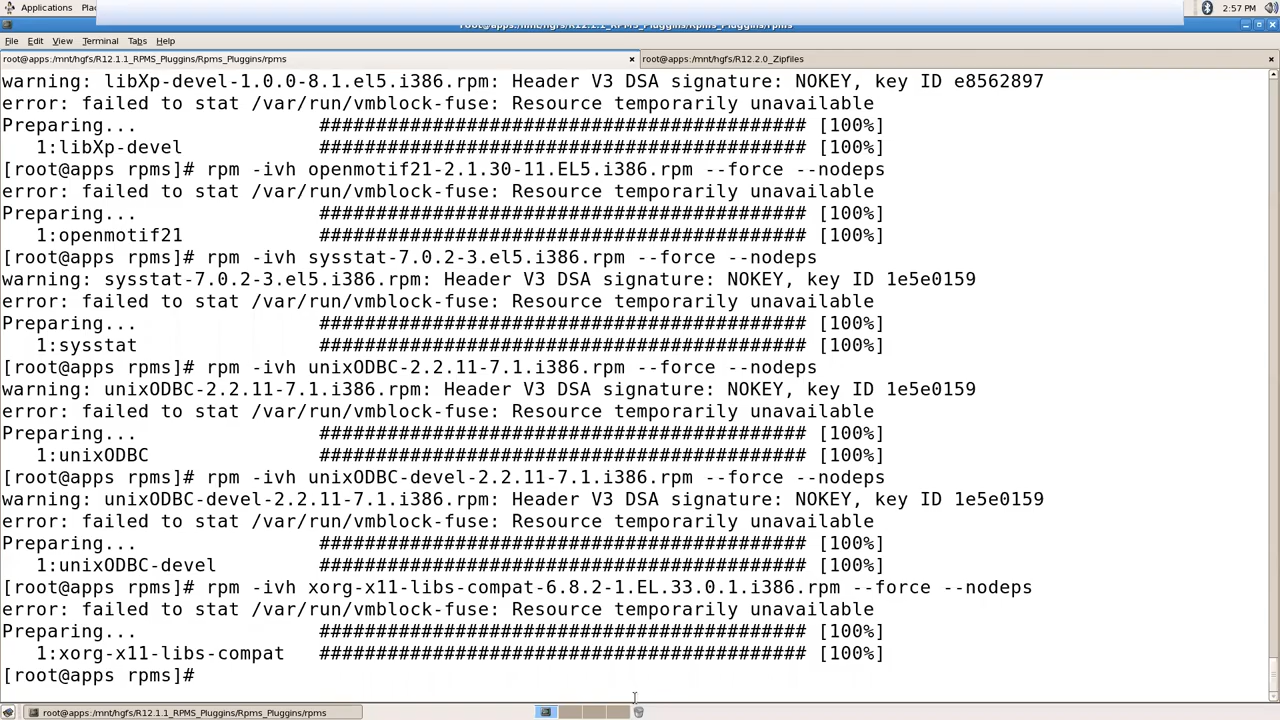 Applications Plac
2:57 PM
root@apps:/mnt/hgfs/R12.1.1_RPMS_Pluggins/Rpms_Pluggins/rpms
File Edit View Terminal Tabs Help
root@apps:/mnt/hgfs/R12.1.1_RPMS_Pluggins/Rpms_Pluggins/rpms
root@apps:/mnt/hgfs/R12.2.0_Zipfiles
warning: libXp-devel-1.0.0-8.1.el5.i386.rpm: Header V3 DSA signature: NOKEY, key ID e8562897
error: failed to stat /var/run/vmblock-fuse: Resource temporarily unavailable
Preparing... ########################################### [100%]
1:libXp-devel ########################################### [100%]
[root@apps rpms]# rpm -ivh openmotif21-2.1.30-11.EL5.i386.rpm --force --nodeps
error: failed to stat /var/run/vmblock-fuse: Resource temporarily unavailable
Preparing... ########################################### [100%]
1:openmotif21 ########################################### [100%]
[root@apps rpms]# rpm -ivh sysstat-7.0.2-3.el5.i386.rpm --force --nodeps
warning: sysstat-7.0.2-3.el5.i386.rpm: Header V3 DSA signature: NOKEY, key ID 1e5e0159
error: failed to stat /var/run/vmblock-fuse: Resource temporarily unavailable
Preparing... ########################################### [100%]
1:sysstat ########################################### [100%]
[root@apps rpms]# rpm -ivh unixODBC-2.2.11-7.1.i386.rpm --force --nodeps
warning: unixODBC-2.2.11-7.1.i386.rpm: Header V3 DSA signature: NOKEY, key ID 1e5e0159
error: failed to stat /var/run/vmblock-fuse: Resource temporarily unavailable
Preparing... ########################################### [100%]
1:unixODBC ########################################### [100%]
[root@apps rpms]# rpm -ivh unixODBC-devel-2.2.11-7.1.i386.rpm --force --nodeps
warning: unixODBC-devel-2.2.11-7.1.i386.rpm: Header V3 DSA signature: NOKEY, key ID 1e5e0159
error: failed to stat /var/run/vmblock-fuse: Resource temporarily unavailable
Preparing... ########################################### [100%]
1:unixODBC-devel ########################################### [100%]
[root@apps rpms]# rpm -ivh xorg-x11-libs-compat-6.8.2-1.EL.33.0.1.i386.rpm --force --nodeps
error: failed to stat /var/run/vmblock-fuse: Resource temporarily unavailable
Preparing... ########################################### [100%]
1:xorg-x11-libs-compat ########################################### [100%]
[root@apps rpms]#
root@apps:/mnt/hgfs/R12.1.1_RPMS_Pluggins/Rpms_Pluggins/rpms